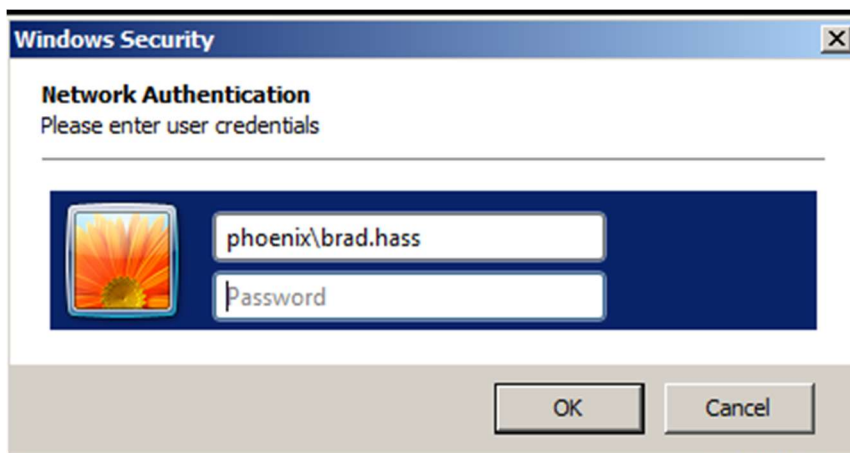 Windows Security
Network Authentication
Please enter user credentials
phoenix\brad.hass
Password
OK
Cancel